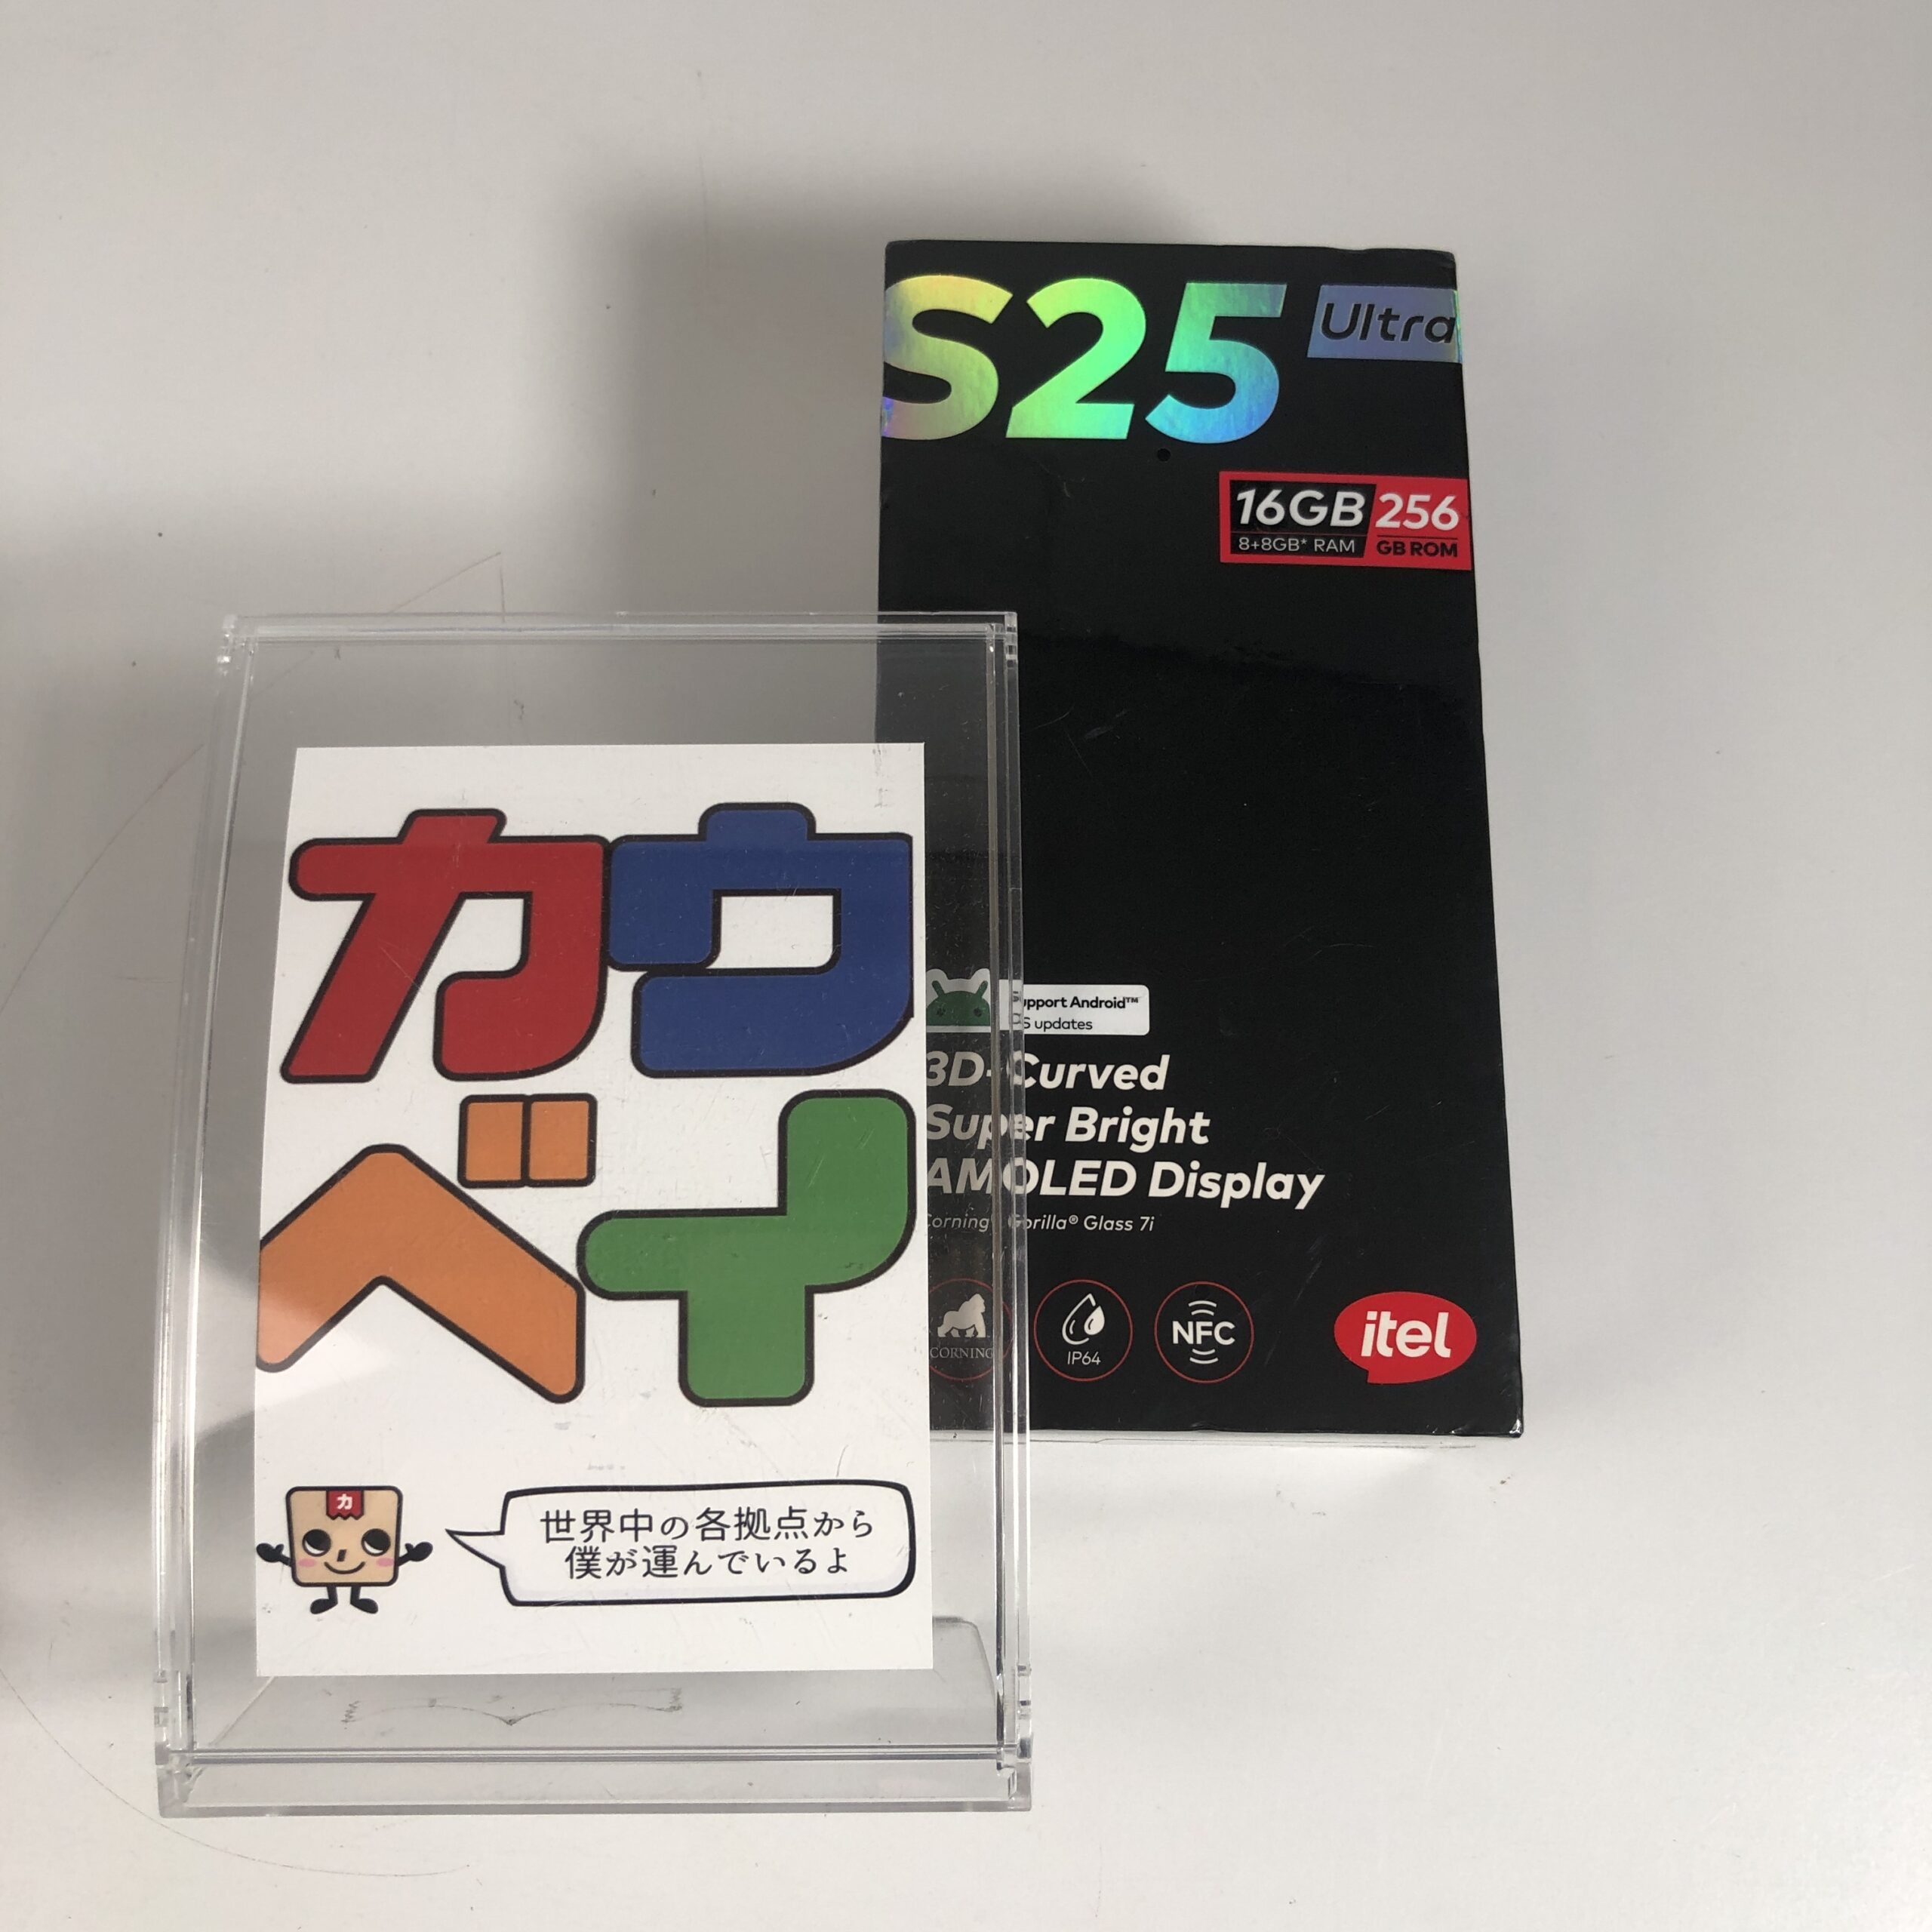 S25 Ultra
16GB 256
8+8GB* RAM GB ROM
カウ
ベイ
Android™
updates
3D-Curved
Super Bright
AMOLED Display
Corning® Gorilla® Glass 7i
CORNING
IP64
NFC
itel
カ
世界中の各拠点から
僕が運んでいるよ